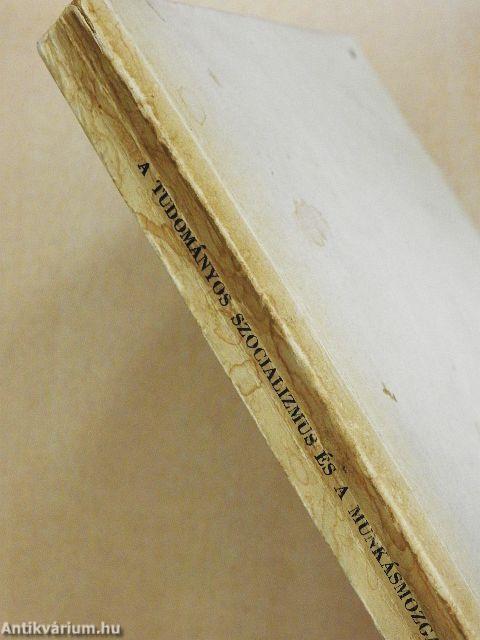 A TUDOMÁNYOS SZOCIALIZMUS ÉS A MUNKÁSMOZG
Antikvárium.hu